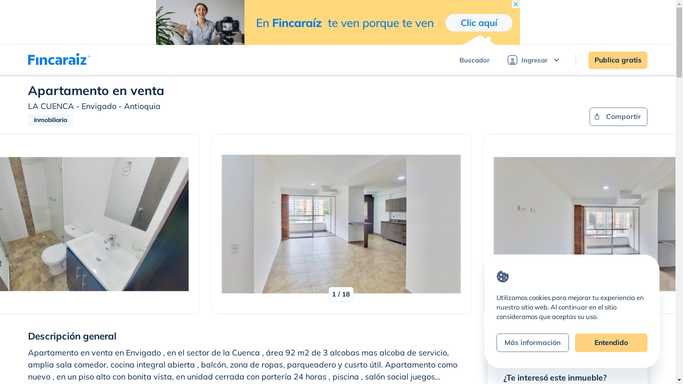 En Fincaraíz te ven porque te ven
Clic aquí
Fincaraíz
Buscador
Ingresar
Publica gratis
Apartamento en venta
LA CUENCA - Envigado - Antioquia
Inmobiliaria
Compartir
1 / 18
Utilizamos cookies para mejorar tu experiencia en
nuestro sitio web. Al continuar en el sitio
consideramos que aceptas su uso.
Más información
Entendido
Descripción general
Apartamento en venta en Envigado , en el sector de la Cuenca , área 92 m2 de 3 alcobas mas alcoba de servicio,
amplia sala comedor, cocina integral abierta , balcón, zona de ropas, parqueadero y cusrto útil. Apartamento como
nuevo , en un piso alto con bonita vista, en unidad cerrada con portería 24 horas , piscina , salón social juegos...
¿Te interesó este inmueble?